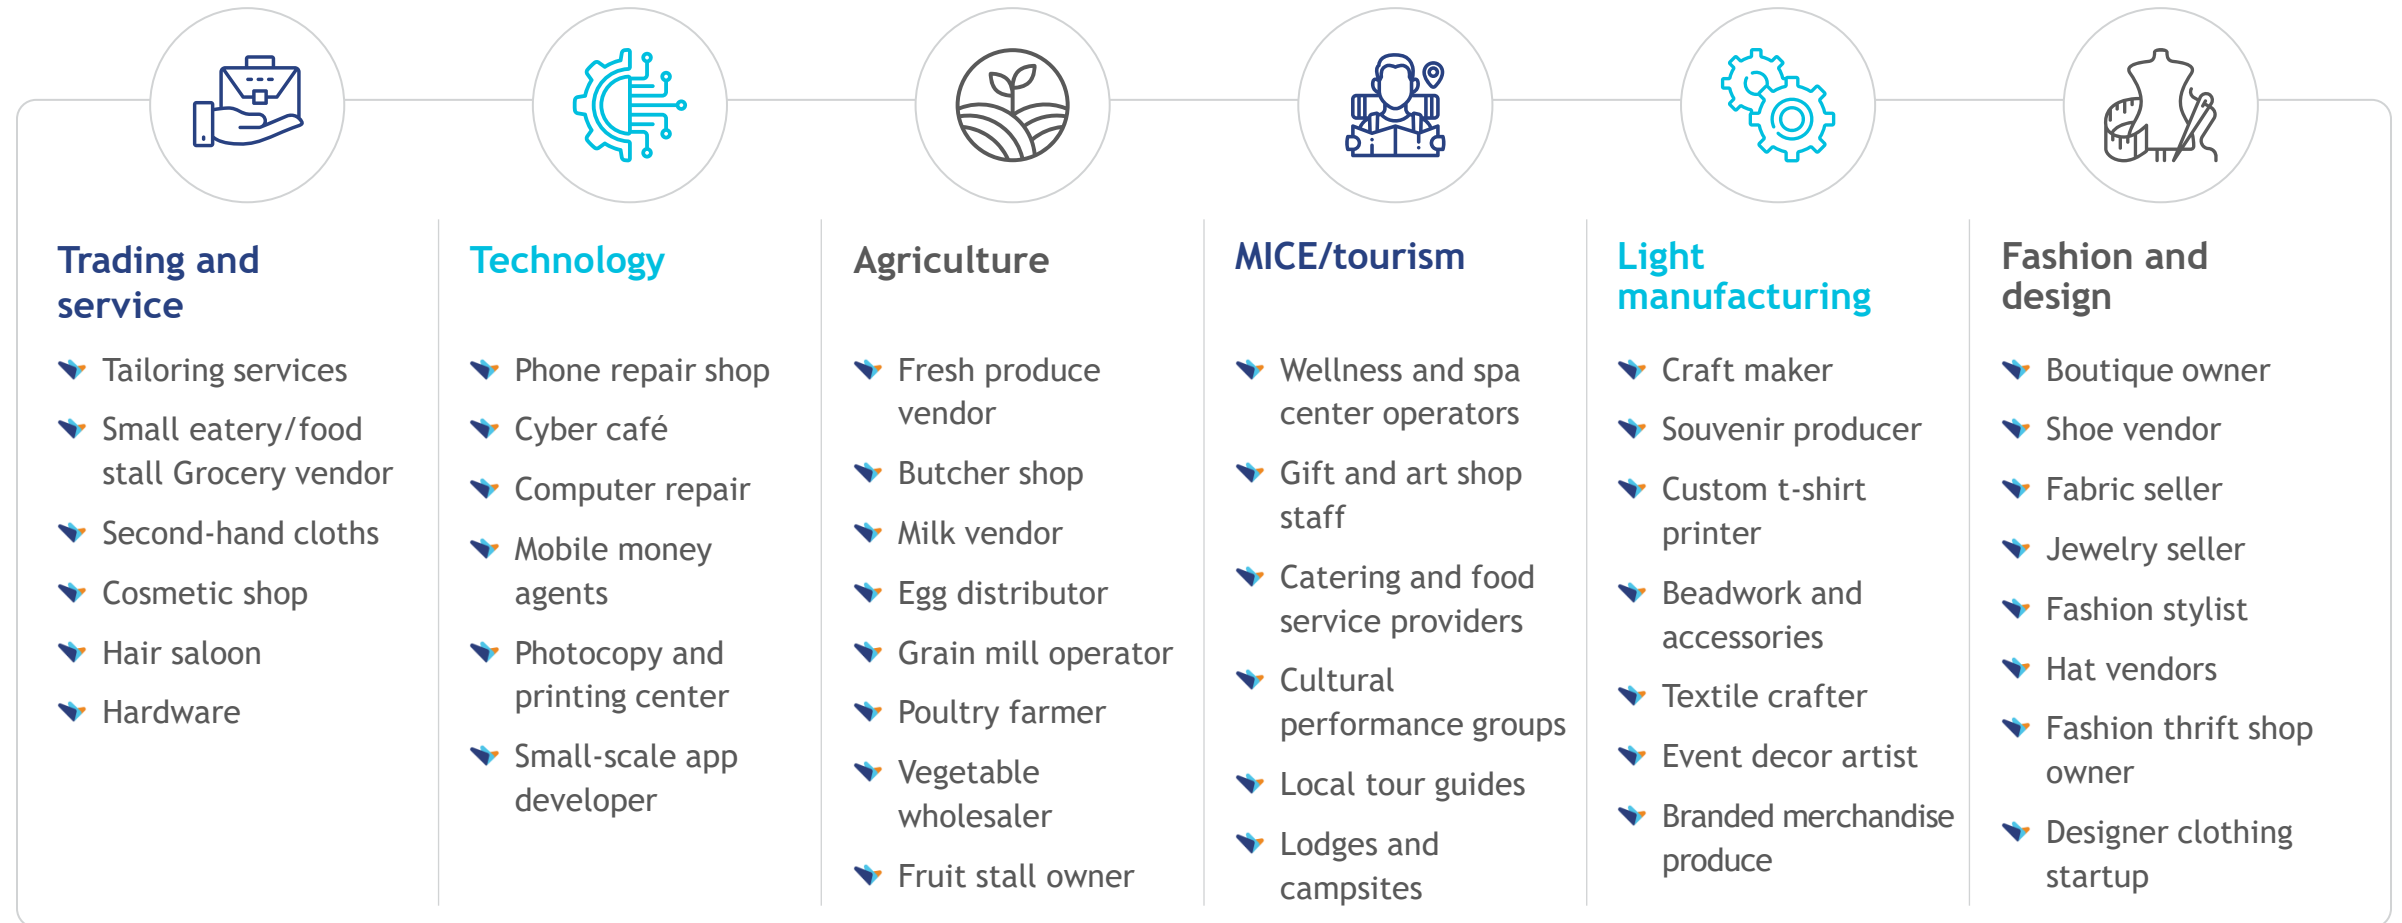 Trading and
service
Tailoring services
Small eatery/food
stall Grocery vendor
Second-hand cloths
Cosmetic shop
Hair saloon
Hardware
Technology
Phone repair shop
Cyber café
Computer repair
Mobile money
agents
Photocopy and
printing center
Small-scale app
developer
Agriculture
Fresh produce
vendor
Butcher shop
Milk vendor
Egg distributor
Grain mill operator
Poultry farmer
Vegetable
wholesaler
Fruit stall owner
MICE/tourism
Wellness and spa
center operators
Gift and art shop
staff
Catering and food
service providers
Cultural
performance groups
Local tour guides
Lodges and
campsites
Light
manufacturing
Craft maker
Souvenir producer
Custom t-shirt
printer
Beadwork and
accessories
Textile crafter
Event decor artist
Branded merchandise
produce
Fashion and
design
Boutique owner
Shoe vendor
Fabric seller
Jewelry seller
Fashion stylist
Hat vendors
Fashion thrift shop
owner
Designer clothing
startup